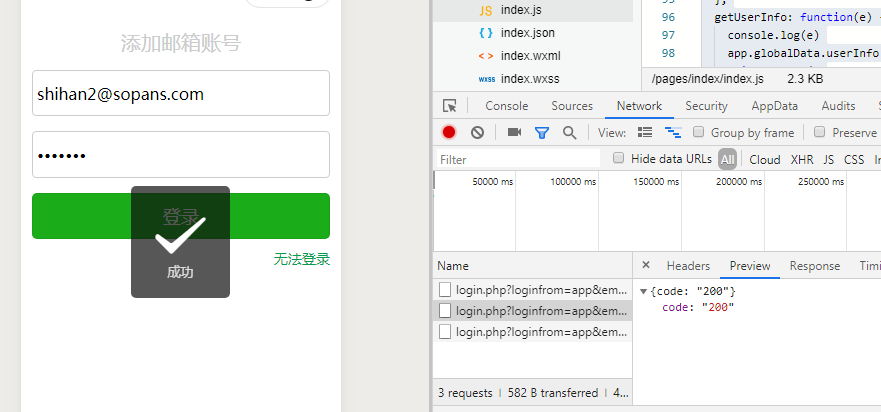 添加邮箱账号
shihan2@sopans.com
•••••••
登录
成功
无法登录
index.js
index.json
index.wxml
index.wxss
96 getUserInfo: function(e) {
97 console.log(e)
98 app.globalData.userInfo
/pages/index/index.js 2.3 KB
Console Sopans Network Security AppData Audits
View: Group by frame Preserve
Filter Hide data URLs All Cloud XHR JS CSS
50000 ms 100000 ms 150000 ms 200000 ms 250000 ms
Name
× Headers Preview Response Timi
login.php?loginfrom=app&em...
login.php?loginfrom=app&em...
login.php?loginfrom=app&em...
{code: "200"}
code: "200"
3 requests | 582 B transferred | 4...